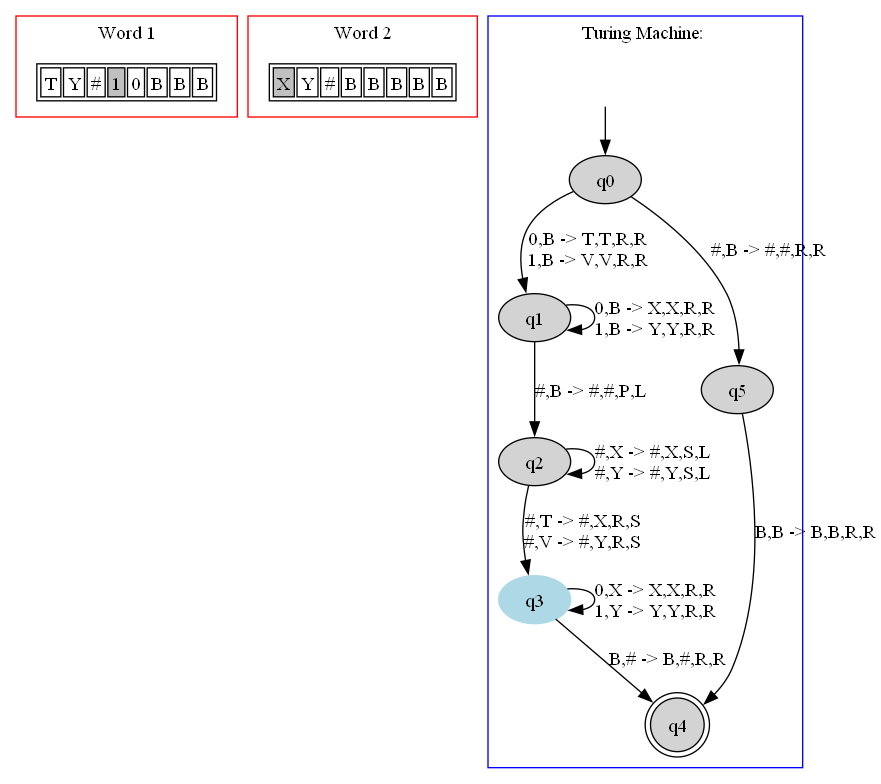 Word 1
T Y # 1 0 B B B
Word 2
X Y # B B B B B
Turing Machine:
q0
0,B -> T,T,R,R
1,B -> V,V,R,R
#,B -> #,#,R,R
q1
0,B -> X,X,R,R
1,B -> Y,Y,R,R
q5
#,B -> #,#,P,L
q2
#,X -> #,X,S,L
#,Y -> #,Y,S,L
#,T -> #,X,R,S
#,V -> #,Y,R,S
B,B -> B,B,R,R
q3
0,X -> X,X,R,R
1,Y -> Y,Y,R,R
B,# -> B,#,R,R
q4